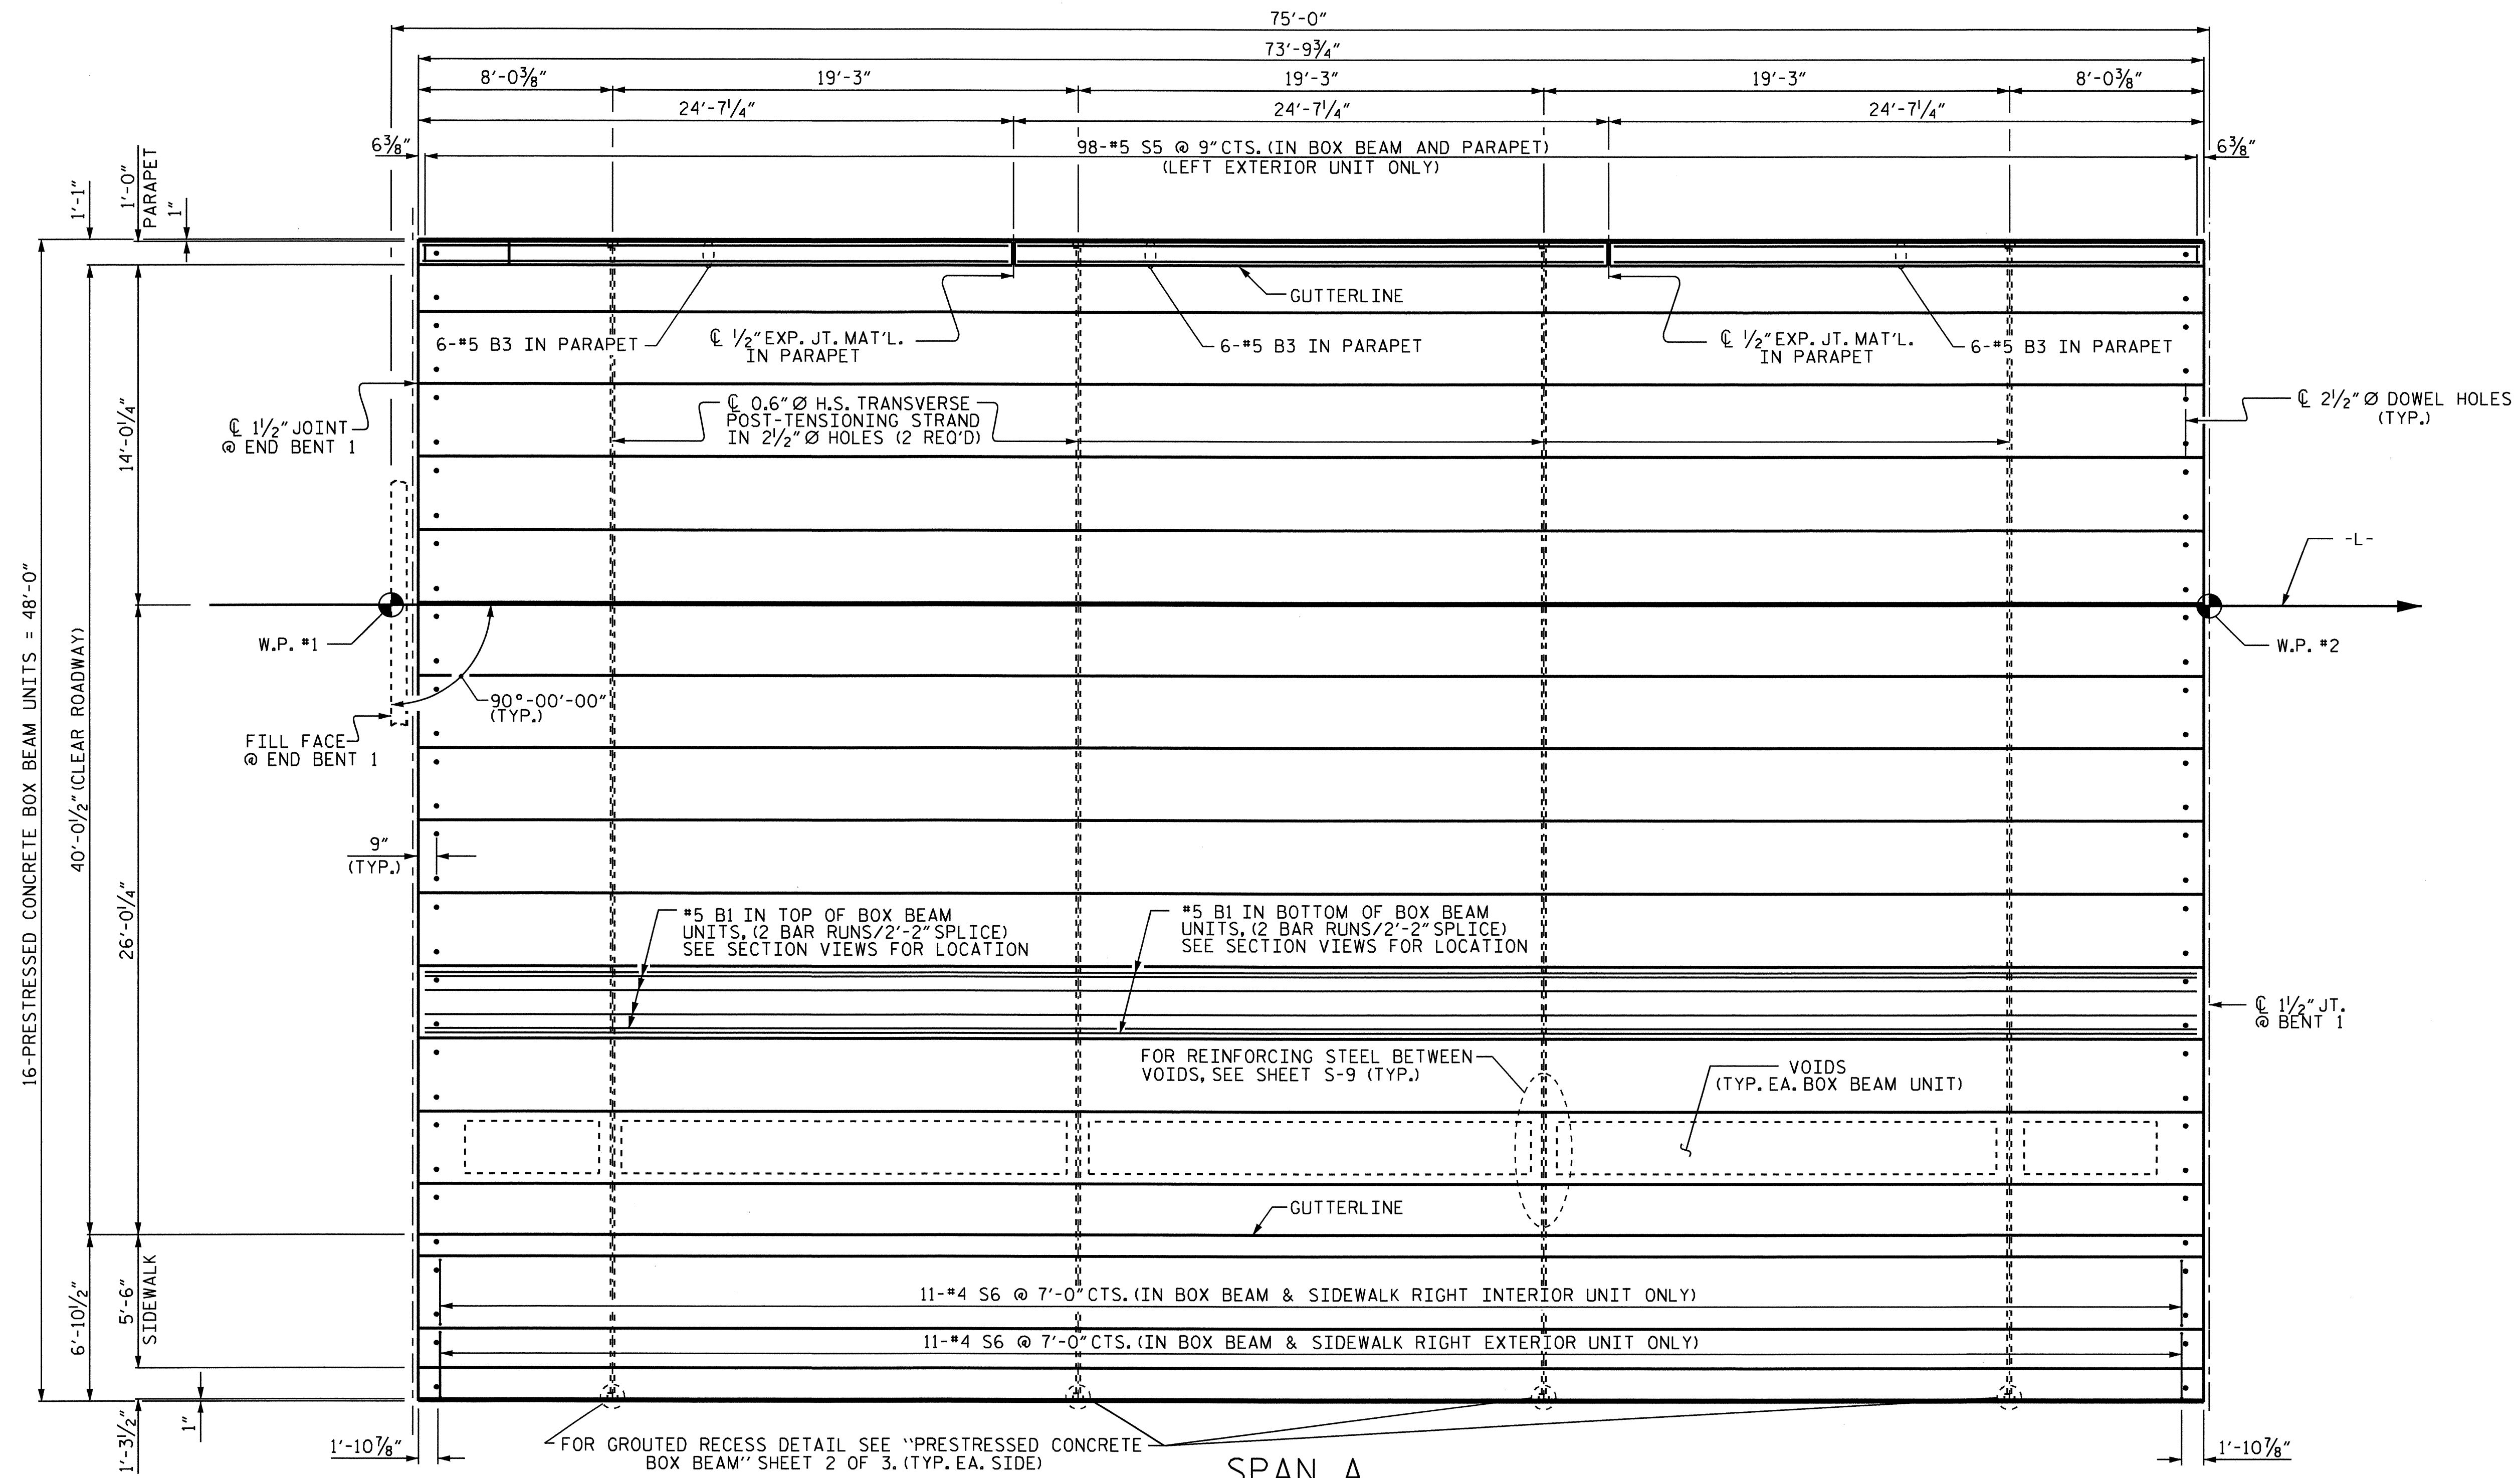 75'-0"
73'-9¾"
8'-0⅜"
19'-3"
19'-3"
19'-3"
8'-0⅜"
24'-7¼"
24'-7¼"
24'-7¼"
6⅜"
98-#5 S5 @ 9" CTS. (IN BOX BEAM AND PARAPET)
(LEFT EXTERIOR UNIT ONLY)
6⅜"
1'-1"
1'-0"
PARAPET
1"
GUTTERLINE
6-#5 B3 IN PARAPET
℄ ½" EXP. JT. MAT'L.
IN PARAPET
6-#5 B3 IN PARAPET
℄ ½" EXP. JT. MAT'L.
IN PARAPET
6-#5 B3 IN PARAPET
℄ 1½" JOINT
@ END BENT 1
℄ 0.6" Ø H.S. TRANSVERSE
POST-TENSIONING STRAND
IN 2½" Ø HOLES (2 REQ'D)
℄ 2½" Ø DOWEL HOLES
(TYP.)
14'-0¼"
-L-
W.P. #1
W.P. #2
90°-00'-00"
(TYP.)
FILL FACE
@ END BENT 1
16-PRESTRESSED CONCRETE BOX BEAM UNITS = 48'-0"
40'-0½" (CLEAR ROADWAY)
26'-0¼"
9"
(TYP.)
#5 B1 IN TOP OF BOX BEAM
UNITS, (2 BAR RUNS/2'-2" SPLICE)
SEE SECTION VIEWS FOR LOCATION
#5 B1 IN BOTTOM OF BOX BEAM
UNITS, (2 BAR RUNS/2'-2" SPLICE)
SEE SECTION VIEWS FOR LOCATION
℄ 1½" JT.
@ BENT 1
FOR REINFORCING STEEL BETWEEN
VOIDS, SEE SHEET S-9 (TYP.)
VOIDS
(TYP. EA. BOX BEAM UNIT)
GUTTERLINE
6'-10½"
5'-6"
SIDEWALK
11-#4 S6 @ 7'-0" CTS. (IN BOX BEAM & SIDEWALK RIGHT INTERIOR UNIT ONLY)
11-#4 S6 @ 7'-0" CTS. (IN BOX BEAM & SIDEWALK RIGHT EXTERIOR UNIT ONLY)
1'-3½"
1"
1'-10⅞"
FOR GROUTED RECESS DETAIL SEE "PRESTRESSED CONCRETE
BOX BEAM" SHEET 2 OF 3. (TYP. EA. SIDE)
1'-10⅞"
SPAN A